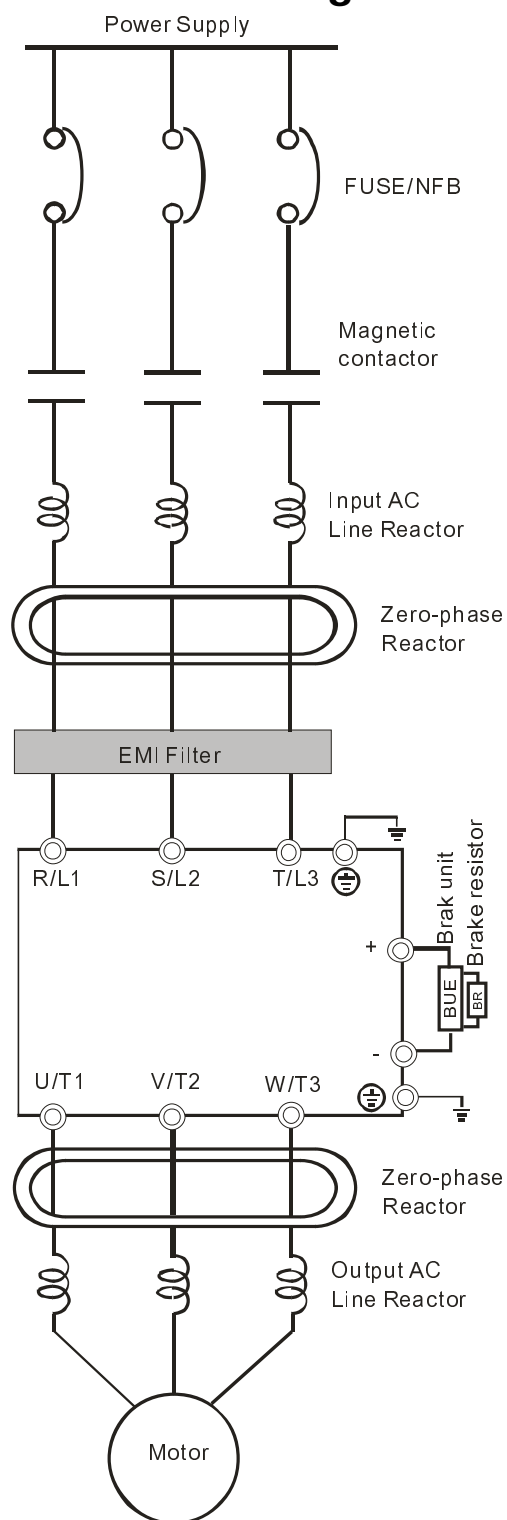 Power Supply
FUSE/NFB
Magnetic
contactor
Input AC
Line Reactor
Zero-phase
Reactor
EMI Filter
R/L1
S/L2
T/L3
Brak unit
Brake resistor
+
BUE
BR
-
U/T1
V/T2
W/T3
Zero-phase
Reactor
Output AC
Line Reactor
Motor